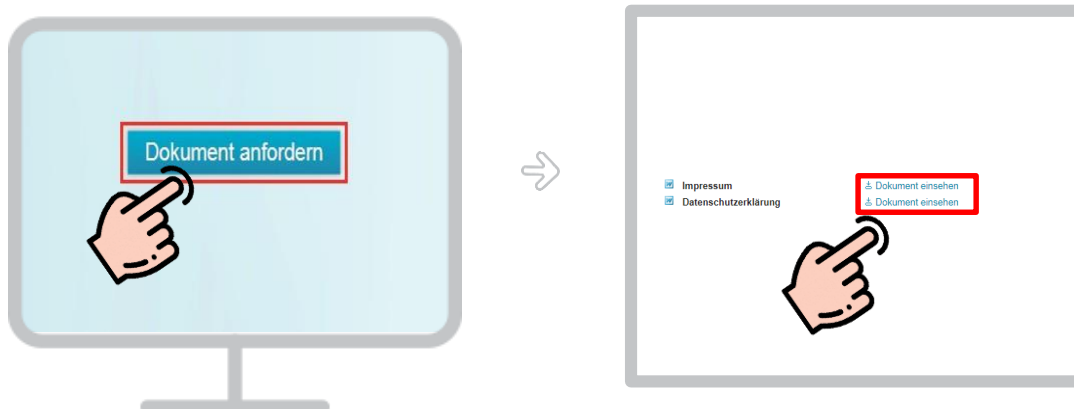 Dokument anfordern
Impressum Dokument einsehen
Datenschutzerklärung Dokument einsehen